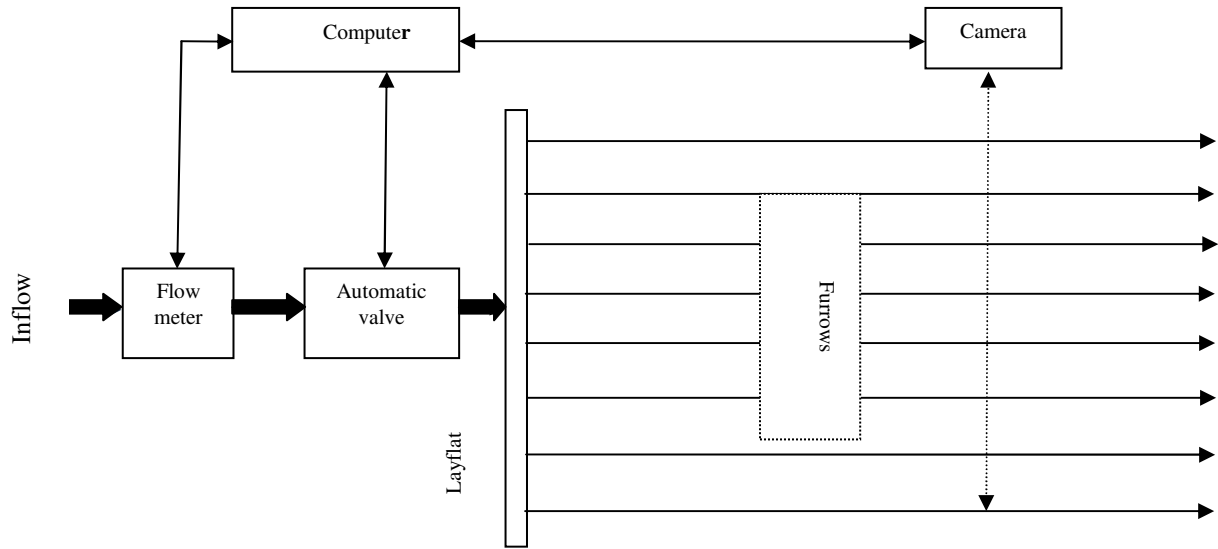 Computer
Camera
Inflow
Flow
meter
Automatic
valve
Furrows
Layflat